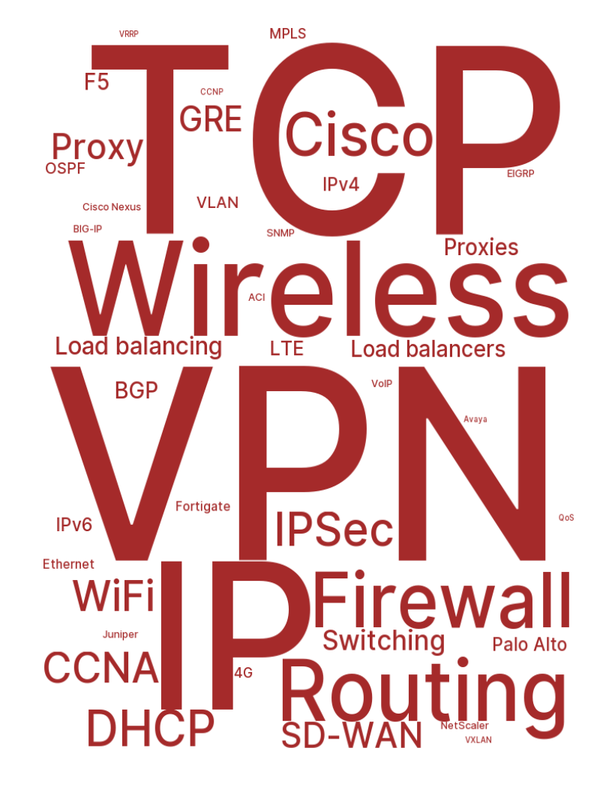 VRRP
MPLS
TCP
F5
CCNP
GRE
Cisco
Proxy
OSPF
EIGRP
IPv4
VLAN
Cisco Nexus
BIG-IP
SNMP
Proxies
Wireless
ACI
Load balancing
LTE
Load balancers
VPN
BGP
VoIP
Avaya
Fortigate
QoS
IPv6
IPSec
Ethernet
IP
WiFi
Firewall
Juniper
Switching
Palo Alto
CCNA
4G
Routing
DHCP
SD-WAN
NetScaler
VXLAN